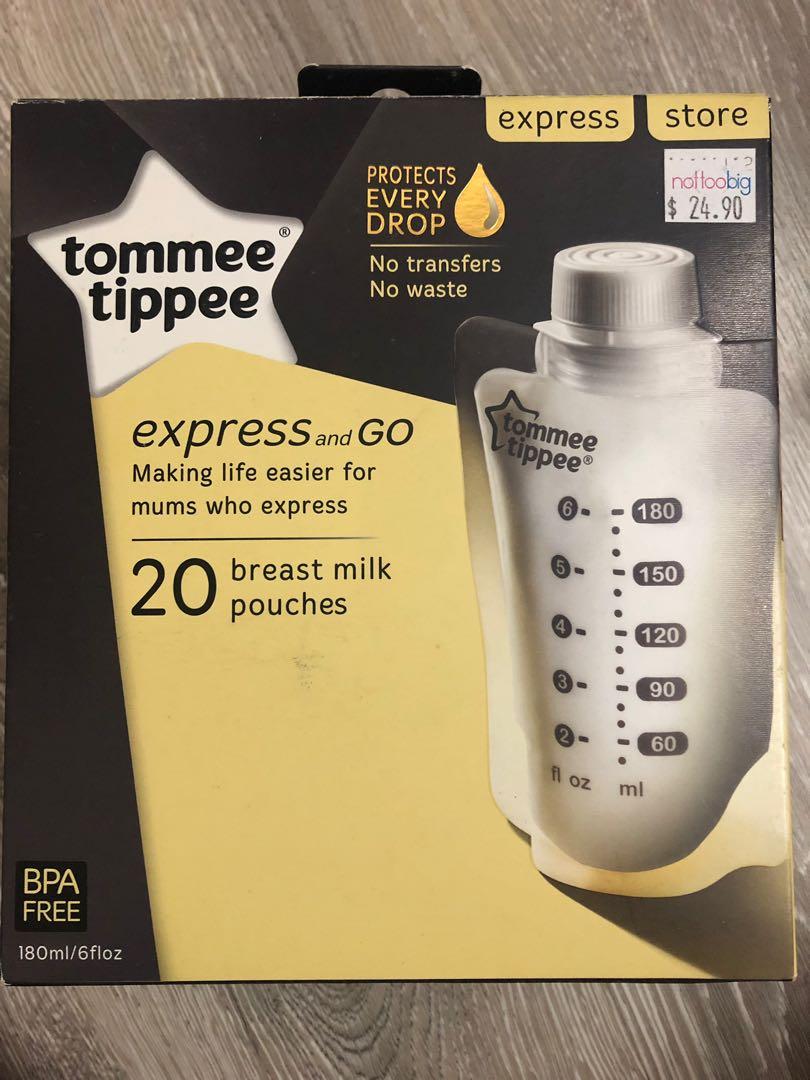 express
store
nottoobig
$ 24.90
PROTECTS
EVERY
DROP
No transfers
No waste
tommee®
tippee
express and GO
Making life easier for
mums who express
20 breast milk
pouches
tommee
tippee®
6 180
5 150
4 120
3 90
2 60
fl oz ml
BPA
FREE
180ml/6floz